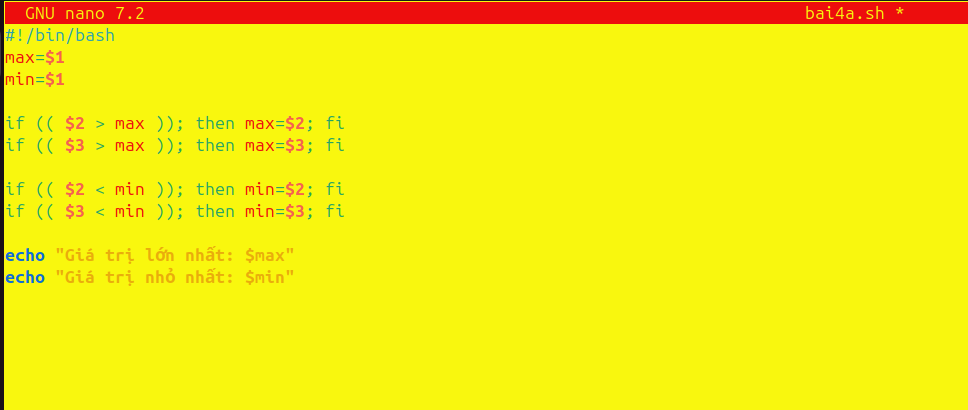 GNU nano 7.2 bai4a.sh *
#!/bin/bash
max=$1
min=$1
if (( $2 > max )); then max=$2; fi
if (( $3 > max )); then max=$3; fi
if (( $2 < min )); then min=$2; fi
if (( $3 < min )); then min=$3; fi
echo "Giá trị lớn nhất: $max"
echo "Giá trị nhỏ nhất: $min"